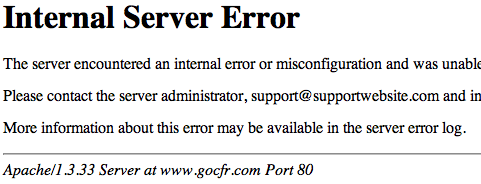 Internal Server Error
The server encountered an internal error or misconfiguration and was unable
Please contact the server administrator, support@supportwebsite.com and in
More information about this error may be available in the server error log.
Apache/1.3.33 Server at www.gocfr.com Port 80